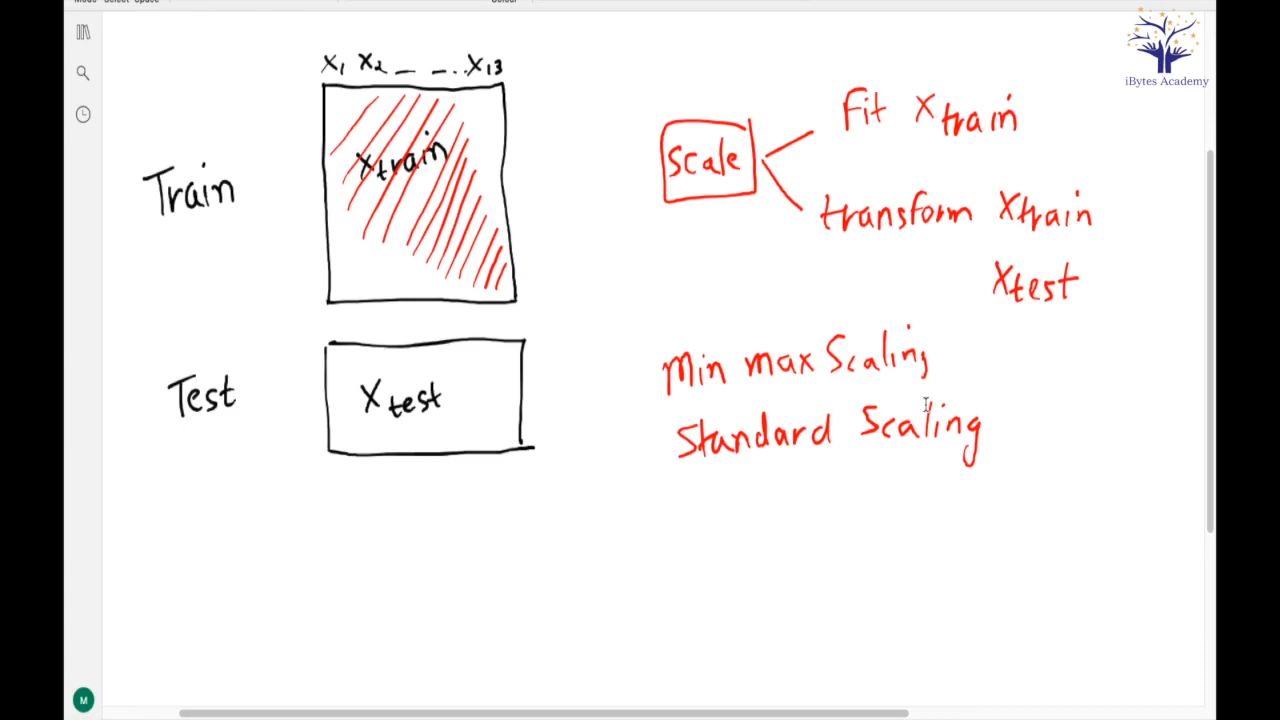 x1 x2 _ _ .. x13
Train
xtrain
Test
xtest
Scale
Fit xtrain
transform xtrain
xtest
Min max Scaling
Standard Scaling
iBytes Academy
M